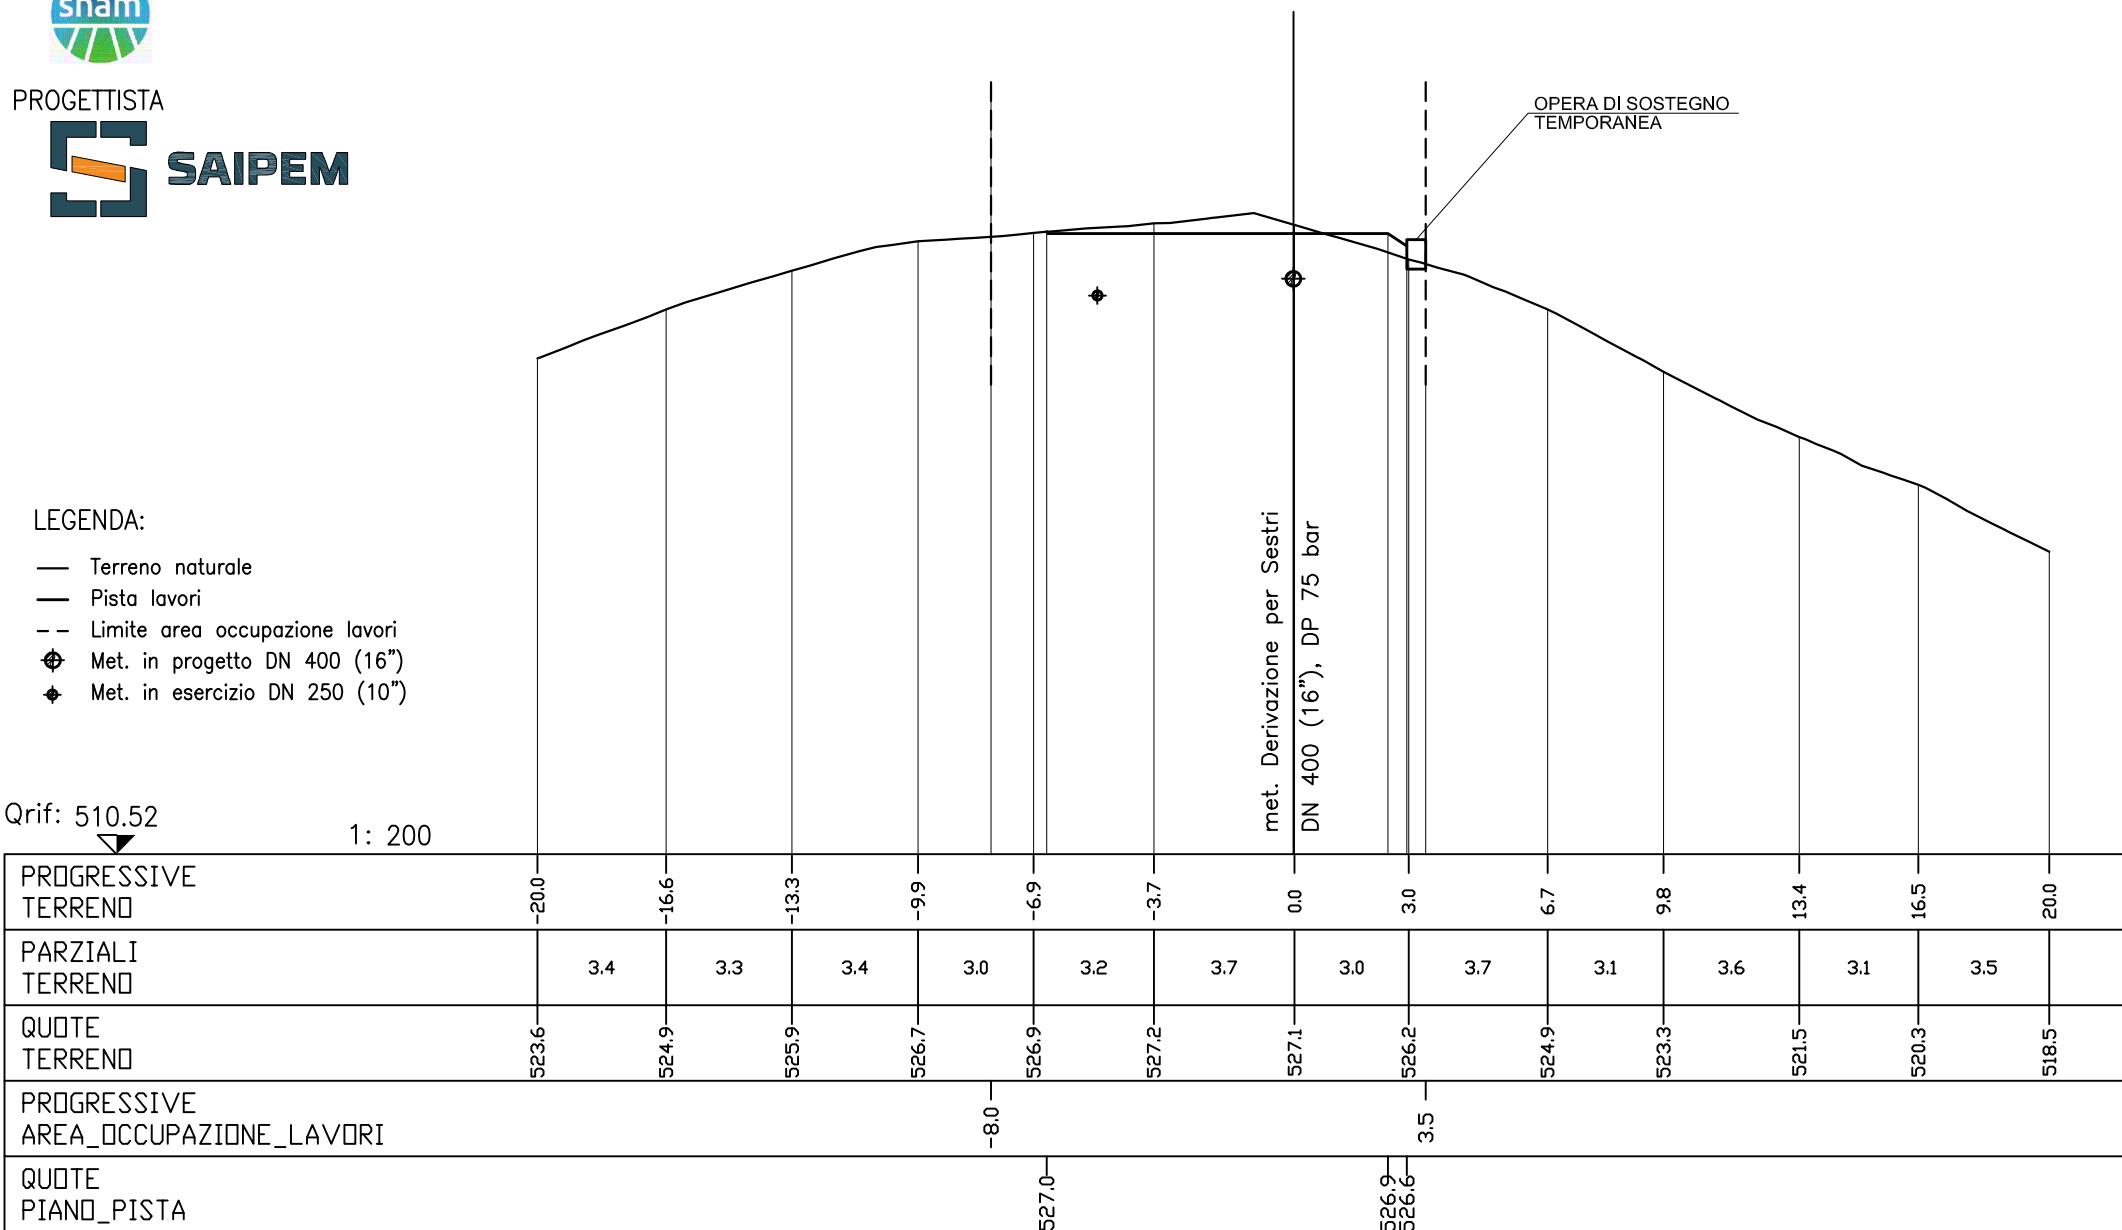 snam
PROGETTISTA
SAIPEM
OPERA DI SOSTEGNO
TEMPORANEA
LEGENDA:
Terreno naturale
Pista lavori
Limite area occupazione lavori
Met. in progetto DN 400 (16")
Met. in esercizio DN 250 (10")
met. Derivazione per Sestri
DN 400 (16"), DP 75 bar
Qrif: 510.52
1: 200
PROGRESSIVE
TERRENO
-20.0 -16.6 -13.3 -9.9 -6.9 -3.7 0.0 3.0 6.7 9.8 13.4 16.5 20.0
PARZIALI
TERRENO
3.4 3.3 3.4 3.0 3.2 3.7 3.0 3.7 3.1 3.6 3.1 3.5
QUOTE
TERRENO
523.6 524.9 525.9 526.7 526.9 527.2 527.1 526.2 524.9 523.3 521.5 520.3 518.5
PROGRESSIVE
AREA_OCCUPAZIONE_LAVORI
-8.0 3.5
QUOTE
PIANO_PISTA
527.0 526.9 526.6